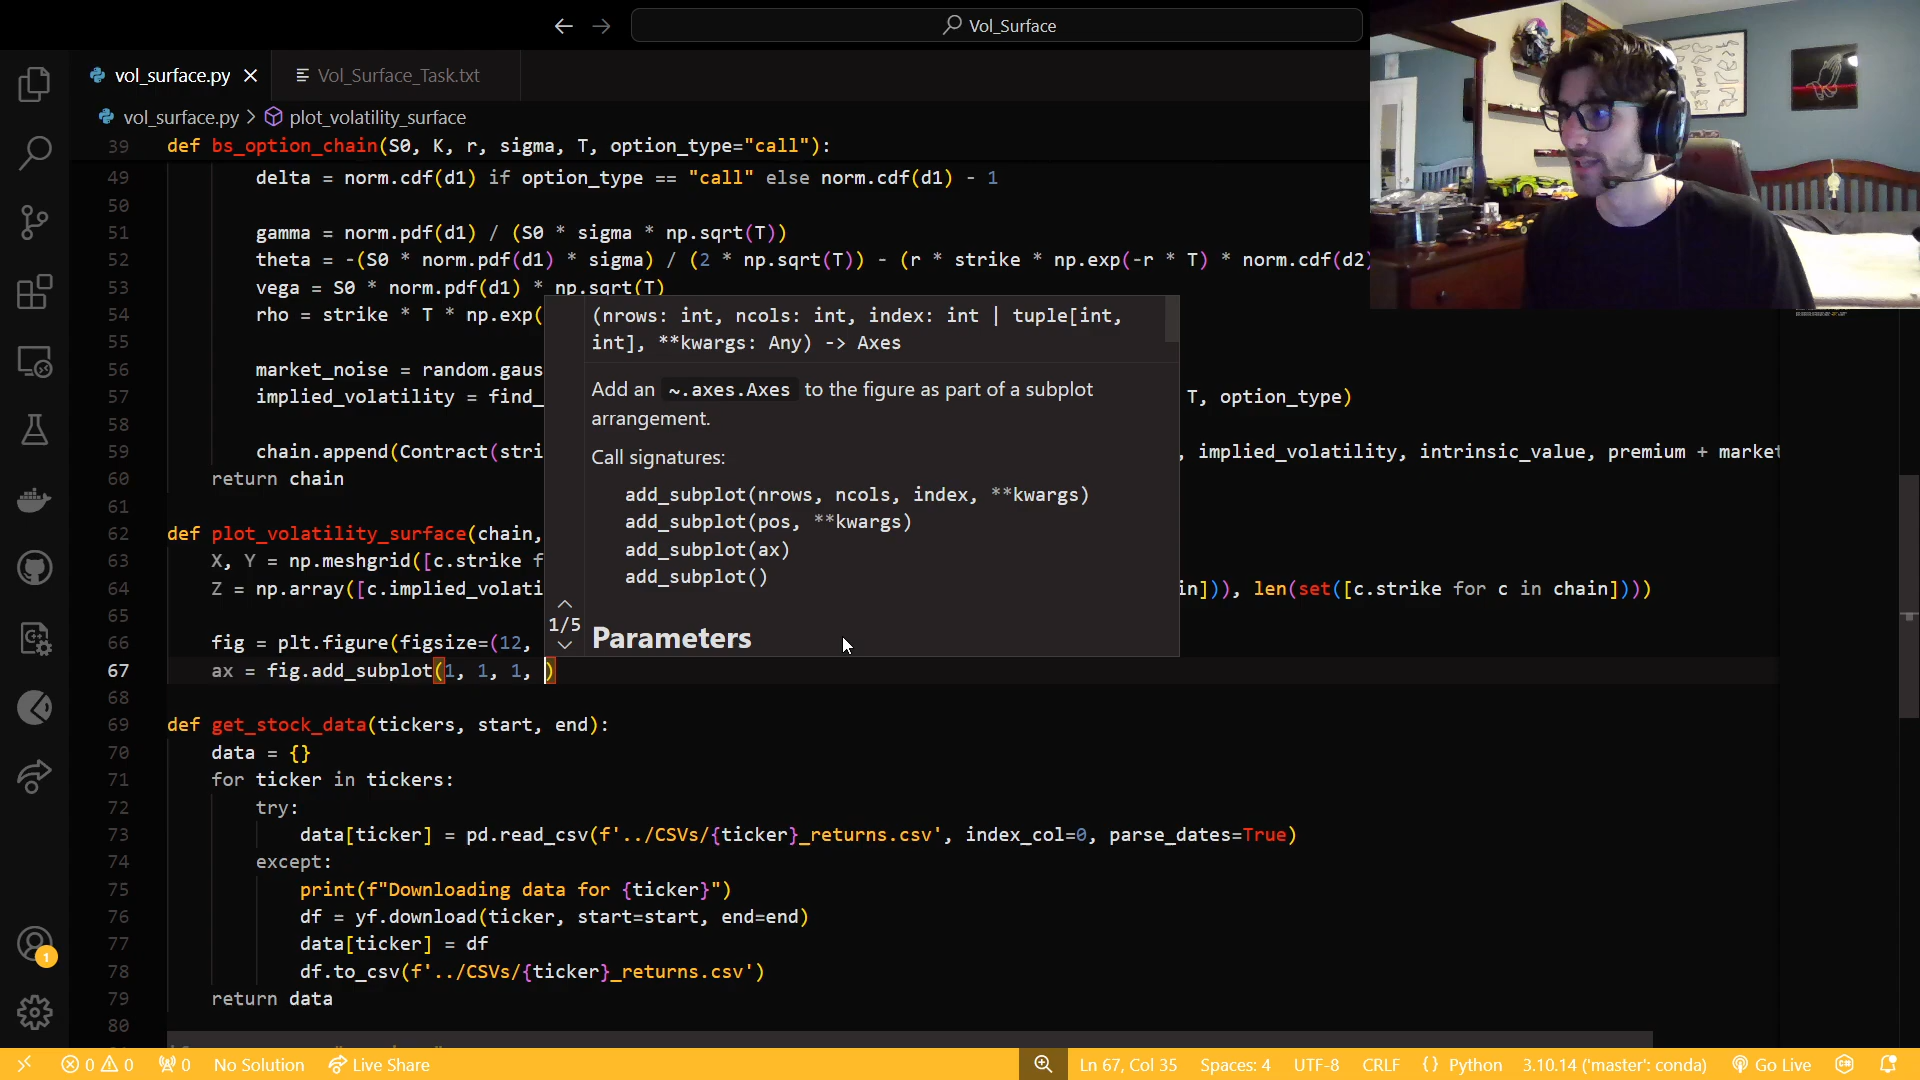 Vol_Surface
vol_surface.py
Vol_Surface_Task.txt
vol_surface.py > plot_volatility_surface
39 def bs_option_chain(S0, K, r, sigma, T, option_type="call"):
49 delta = norm.cdf(d1) if option_type == "call" else norm.cdf(d1) - 1
50
51 gamma = norm.pdf(d1) / (S0 * sigma * np.sqrt(T))
52 theta = -(S0 * norm.pdf(d1) * sigma) / (2 * np.sqrt(T)) - (r * strike * np.exp(-r * T) * norm.cdf(d2)
53 vega = S0 * norm.pdf(d1) * np.sqrt(T)
54 rho = strike * T * np.exp(
55
56 market_noise = random.gaus
57 implied_volatility = find_ T, option_type)
58
59 chain.append(Contract(stri , implied_volatility, intrinsic_value, premium + market
60 return chain
61
62 def plot_volatility_surface(chain,
63 X, Y = np.meshgrid([c.strike f
64 Z = np.array([c.implied_volati in])), len(set([c.strike for c in chain])))
65
66 fig = plt.figure(figsize=(12,
67 ax = fig.add_subplot(1, 1, 1, )
68
69 def get_stock_data(tickers, start, end):
70 data = {}
71 for ticker in tickers:
72 try:
73 data[ticker] = pd.read_csv(f'../CSVs/{ticker}_returns.csv', index_col=0, parse_dates=True)
74 except:
75 print(f"Downloading data for {ticker}")
76 df = yf.download(ticker, start=start, end=end)
77 data[ticker] = df
78 df.to_csv(f'../CSVs/{ticker}_returns.csv')
79 return data
80
(nrows: int, ncols: int, index: int | tuple[int,
int], **kwargs: Any) -> Axes
Add an ~.axes.Axes to the figure as part of a subplot
arrangement.
Call signatures:
add_subplot(nrows, ncols, index, **kwargs)
add_subplot(pos, **kwargs)
add_subplot(ax)
add_subplot()
1/5
Parameters
1
0 0 0 No Solution Live Share Ln 67, Col 35 Spaces: 4 UTF-8 CRLF {} Python 3.10.14 ('master': conda) Go Live